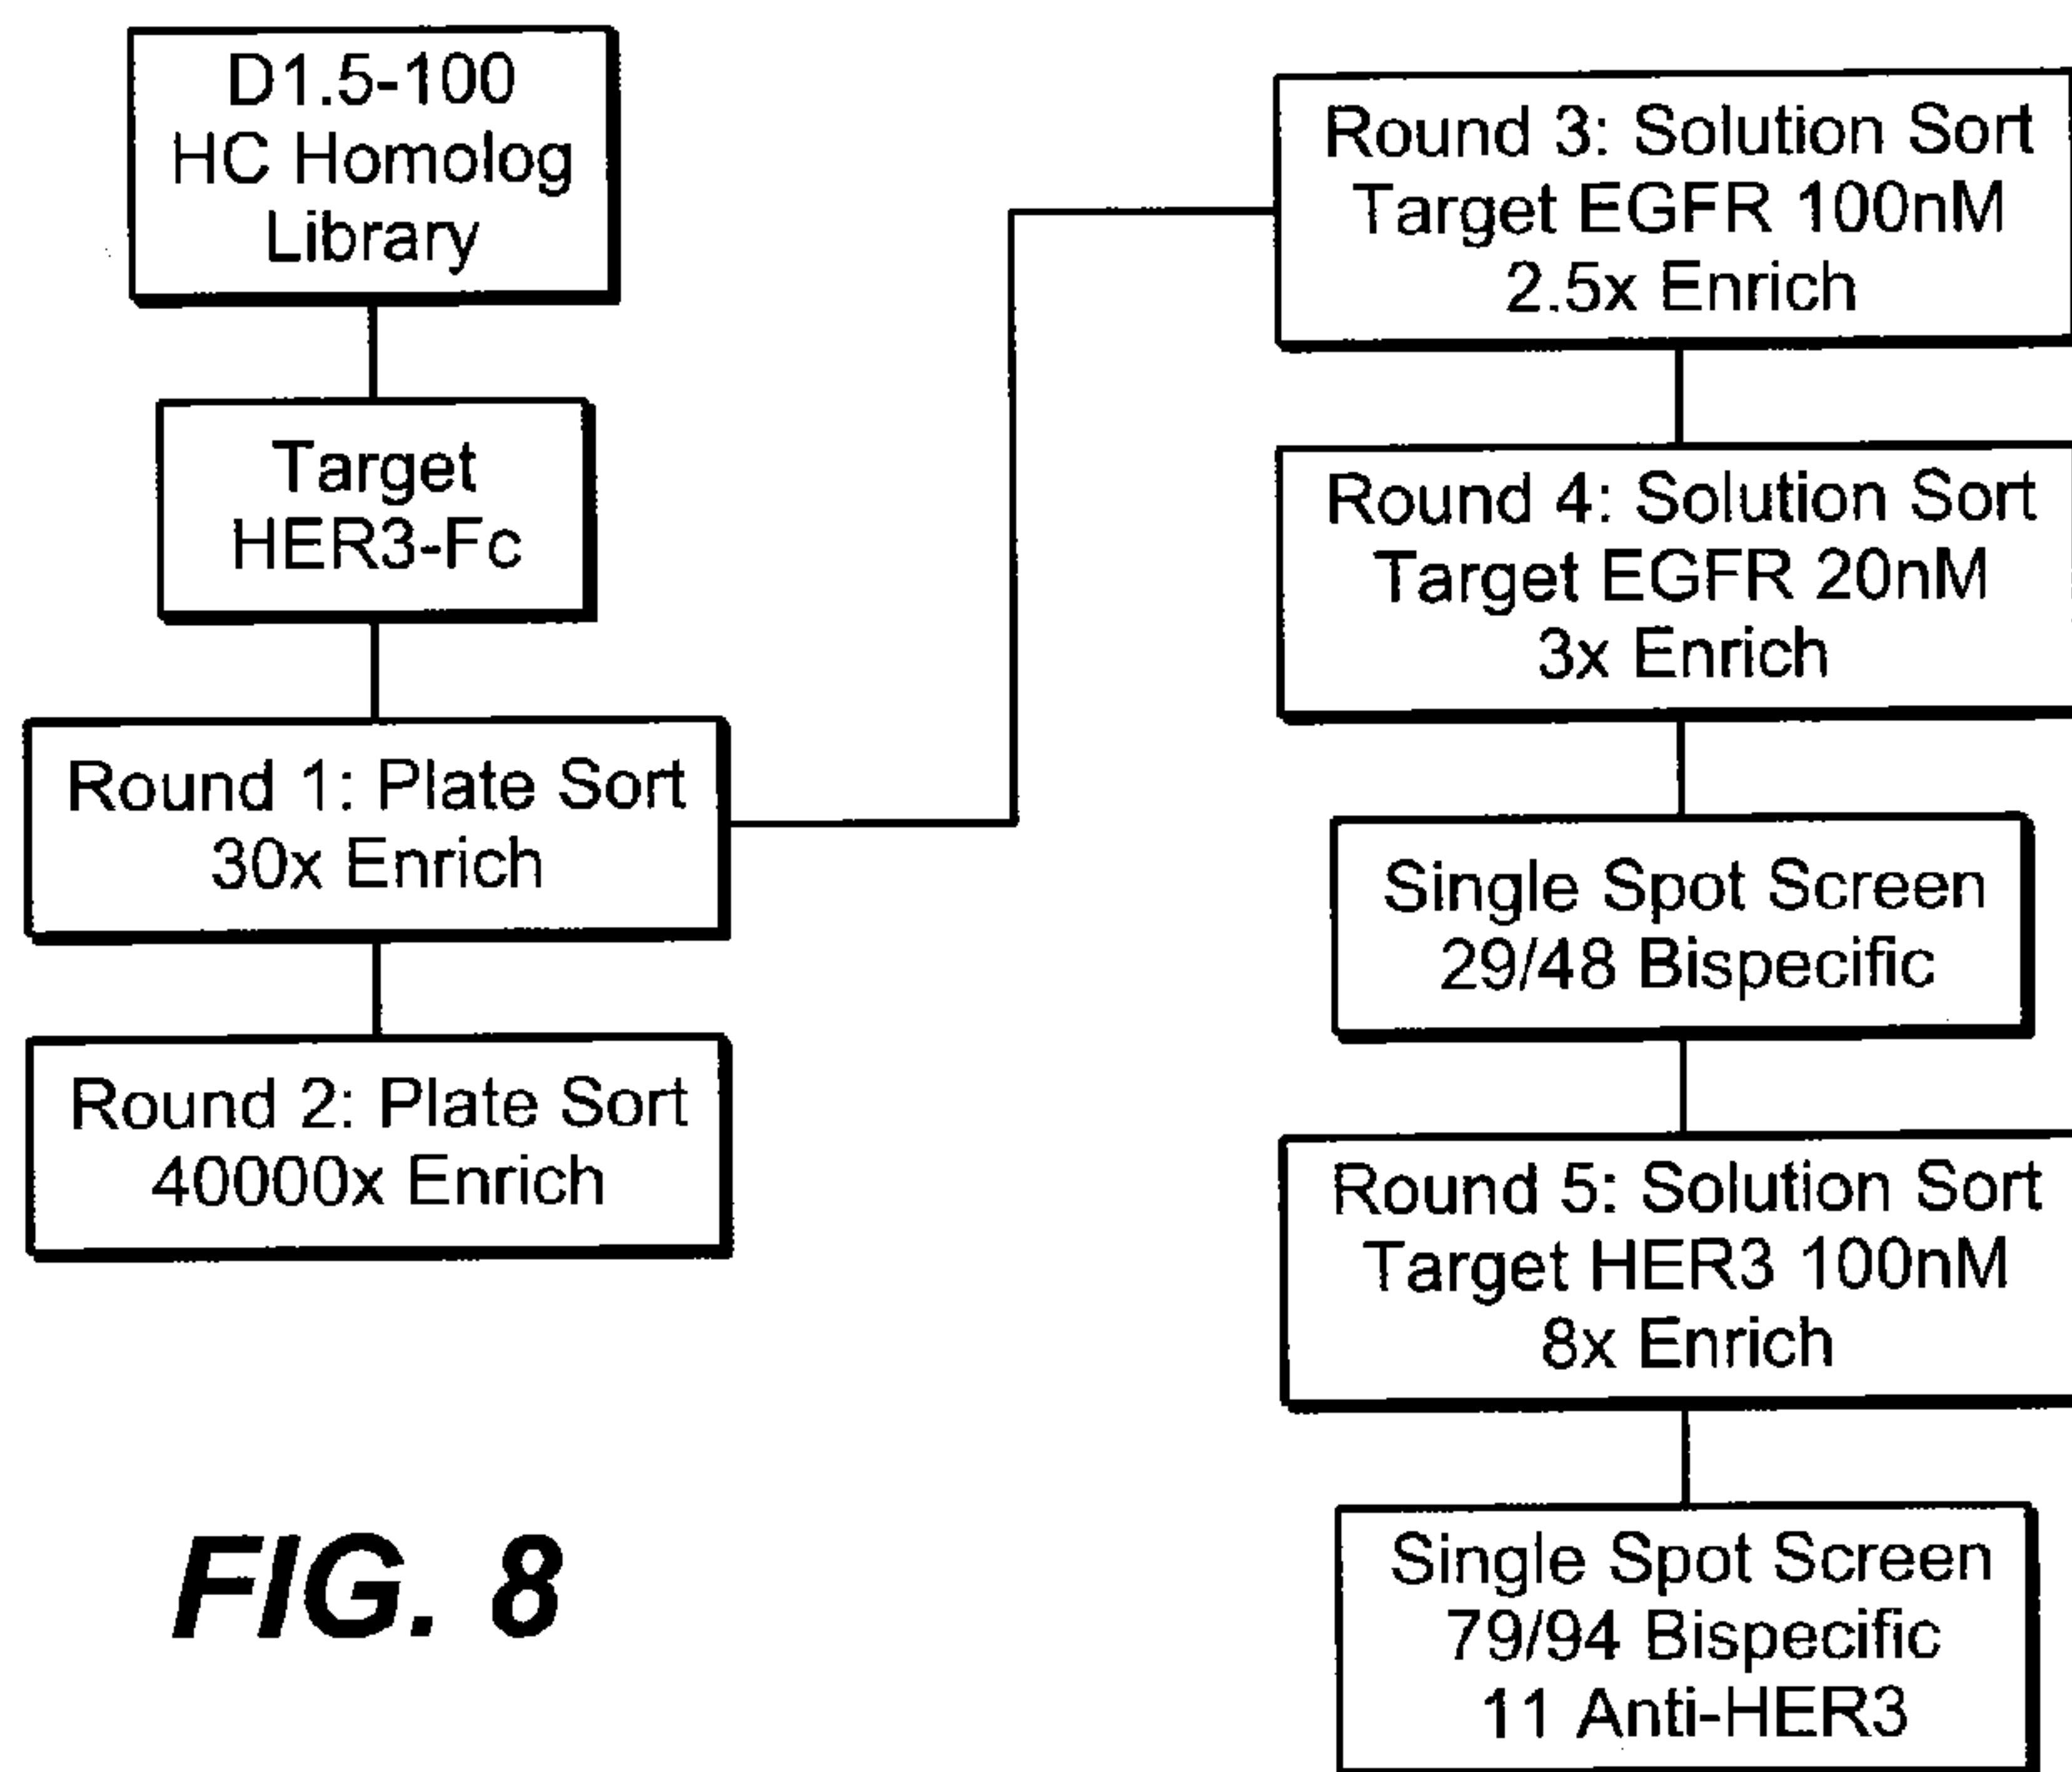 D1.5-100
HC Homolog
Library
Target
HER3-Fc
Round 1: Plate Sort
30x Enrich
Round 2: Plate Sort
40000x Enrich
Round 3: Solution Sort
Target EGFR 100nM
2.5x Enrich
Round 4: Solution Sort
Target EGFR 20nM
3x Enrich
Single Spot Screen
29/48 Bispecific
Round 5: Solution Sort
Target HER3 100nM
8x Enrich
Single Spot Screen
79/94 Bispecific
11 Anti-HER3
FIG. 8